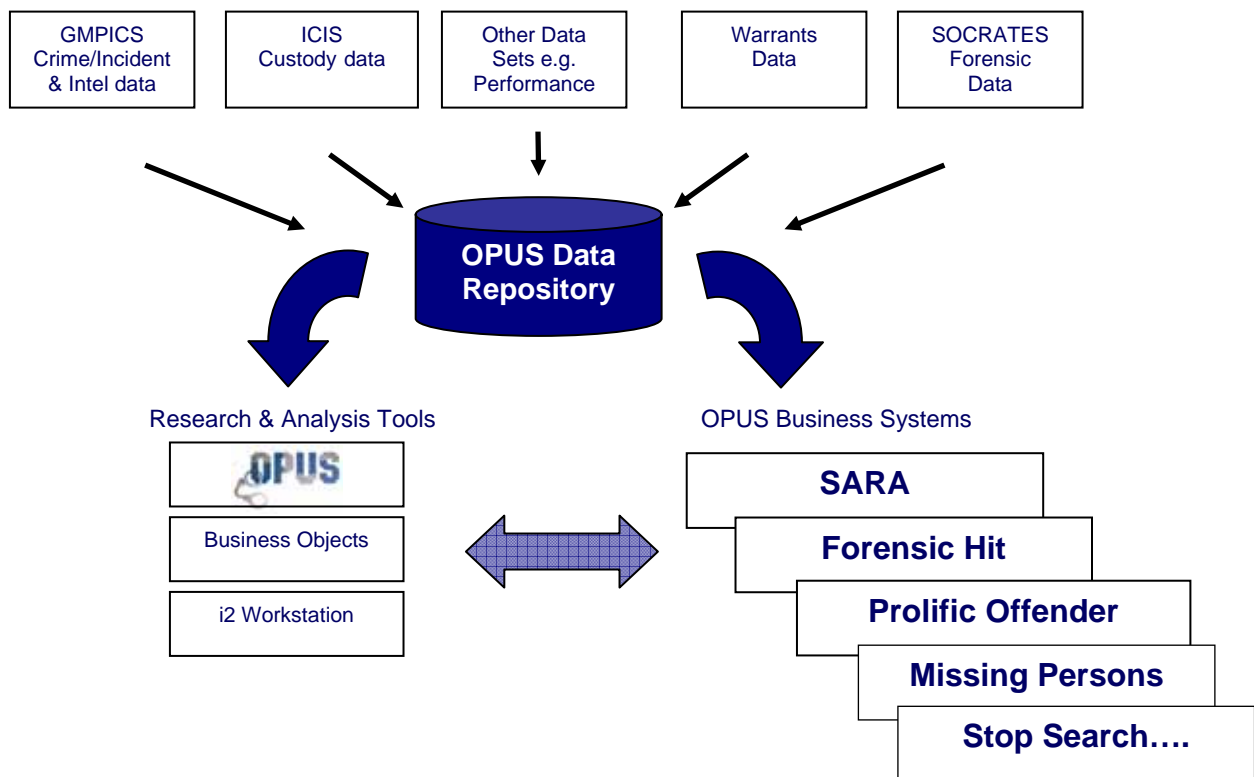 GMPICS
Crime/Incident
& Intel data
ICIS
Custody data
Other Data
Sets e.g.
Performance
Warrants
Data
SOCRATES
Forensic
Data
OPUS Data
Repository
Research & Analysis Tools
OPUS
Business Objects
i2 Workstation
OPUS Business Systems
SARA
Forensic Hit
Prolific Offender
Missing Persons
Stop Search….